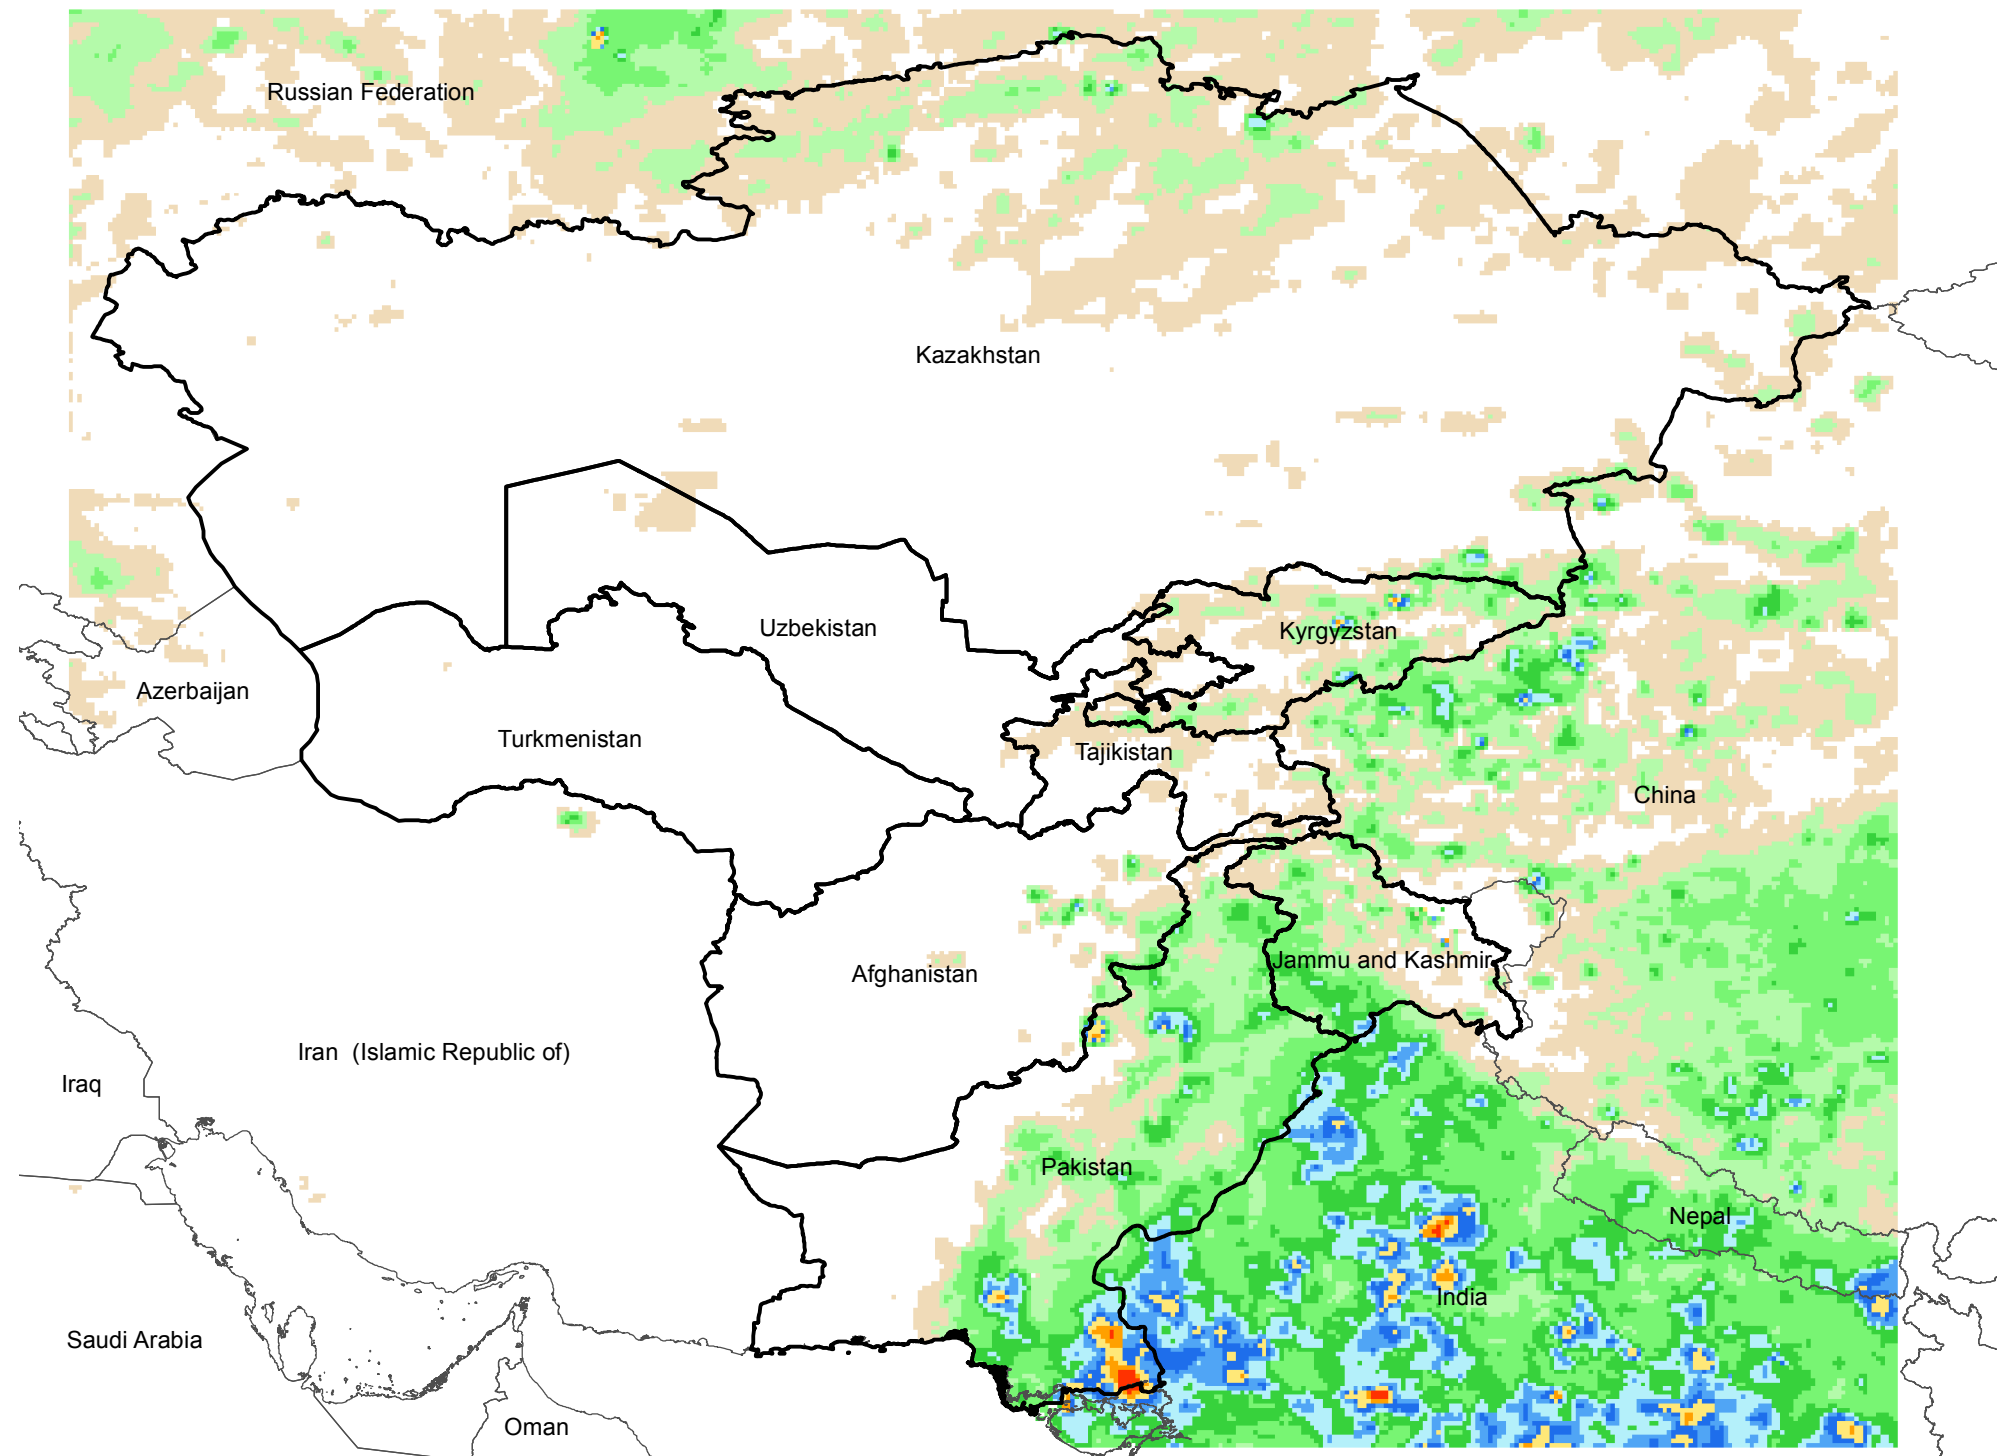 Russian Federation
Kazakhstan
Uzbekistan
Kyrgyzstan
Azerbaijan
Turkmenistan
Tajikistan
China
Afghanistan
Jammu and Kashmir
Iran  (Islamic Republic of)
Iraq
Pakistan
Nepal
India
Saudi Arabia
Oman